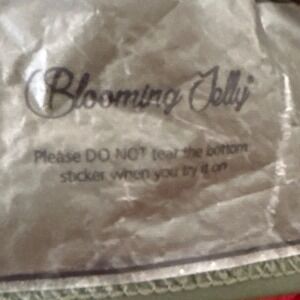 Blooming Jelly
Please DO NOT tear the bottom
sticker when you try it on